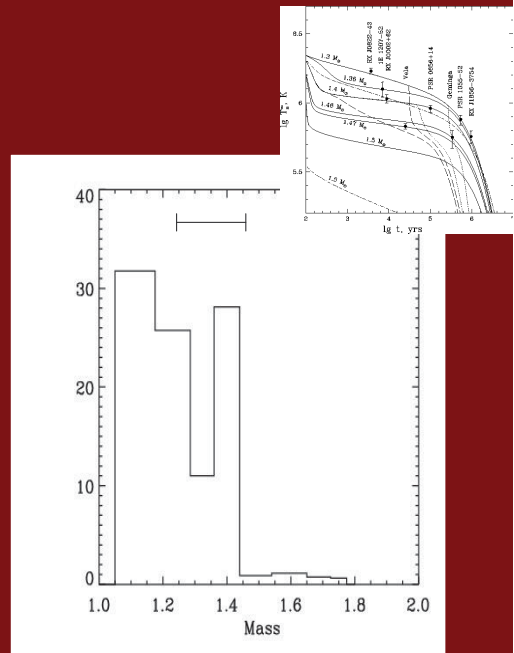 6.5
6
5.5
lg T∞s, K
RX J0822-43
1E 1207-52
RX J0002+62
Vela
PSR 0656+14
Geminga
PSR 1055-52
RX J1856-3754
1.3 M⊙
1.35 M⊙
1.4 M⊙
1.46 M⊙
1.47 M⊙
1.5 M⊙
1.5 M⊙
2 3 4 5 6 7
lg t, yrs
40
30
20
10
0
1.0 1.2 1.4 1.6 1.8 2.0
Mass